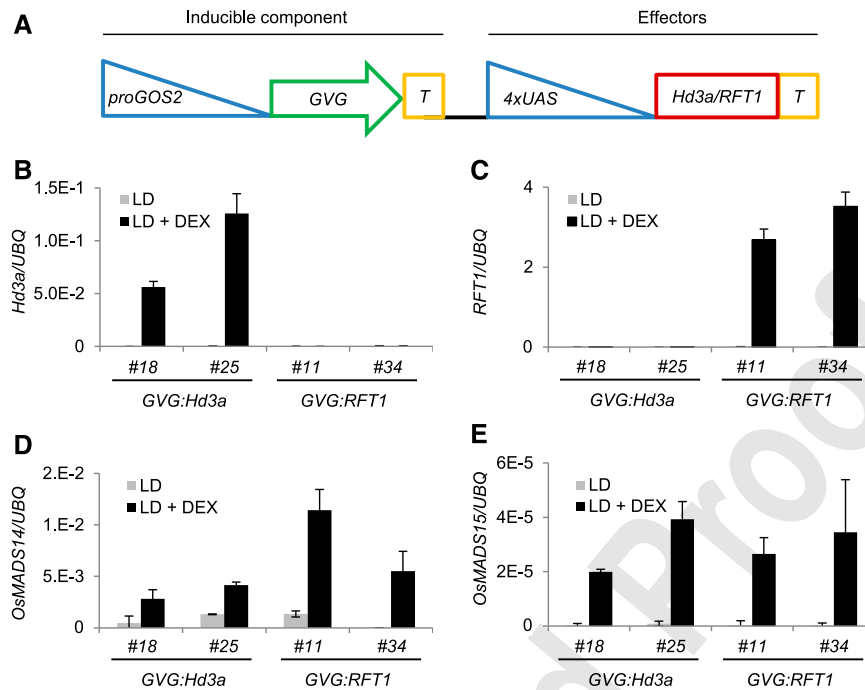 A
Inducible component
Effectors
proGOS2
GVG
T
4xUAS
Hd3a/RFT1
T
B
Hd3a/UBQ
1.5E-1
1.0E-1
5.0E-2
0
LD
LD + DEX
#18
#25
#11
#34
GVG:Hd3a
GVG:RFT1
C
RFT1/UBQ
4
2
0
LD
LD + DEX
#18
#25
#11
#34
GVG:Hd3a
GVG:RFT1
D
OsMADS14/UBQ
2.E-2
1.E-2
5.E-3
0
LD
LD + DEX
#18
#25
#11
#34
GVG:Hd3a
GVG:RFT1
E
OsMADS15/UBQ
6E-5
4E-5
2E-5
0
LD
LD + DEX
#18
#25
#11
#34
GVG:Hd3a
GVG:RFT1
d Proo